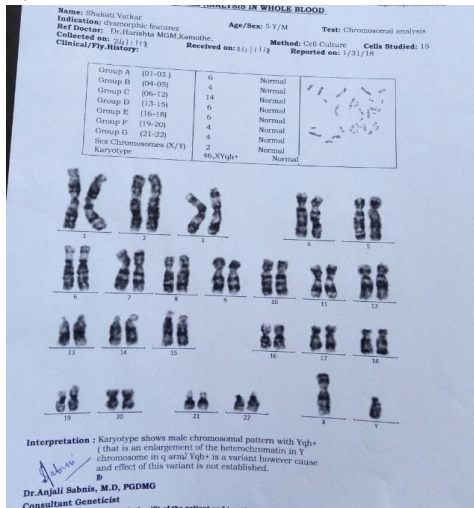 ANALYSIS IN WHOLE BLOOD
Name: Shakati Vatkar
Indication: dysmorphic features Age/Sex: 5 Y/M Test: Chromosomal analysis
Ref Doctor: Dr.Harishta MGM,Kamothe. Method: Cell Culture Cells Studied: 15
Collected on: Received on: Reported on: 1/31/18
Clinical/Fly.History:
Group A (01-03 ) 6 Normal
Group B (04-05) 4 Normal
Group C (06-12) 14 Normal
Group D (13-15) 6 Normal
Group E (16-18) 6 Normal
Group F (19-20) 4 Normal
Group G (21-22) 4 Normal
Sex Chromosomes (X/Y) 2 Normal
Karyotype 46,XYqh+ Normal
1 2 3 4 5
6 7 8 9 10 11 12
13 14 15 16 17 18
19 20 21 22 X Y
Interpretation : Karyotype shows male chromosomal pattern with Yqh+
( that is an enlargement of the heterochromatin in Y
chromosome in q arm) Yqh+ is a variant however cause
and effect of this variant is not established.
Dr.Anjali Sabnis, M.D, PGDMG
Consultant Geneticist